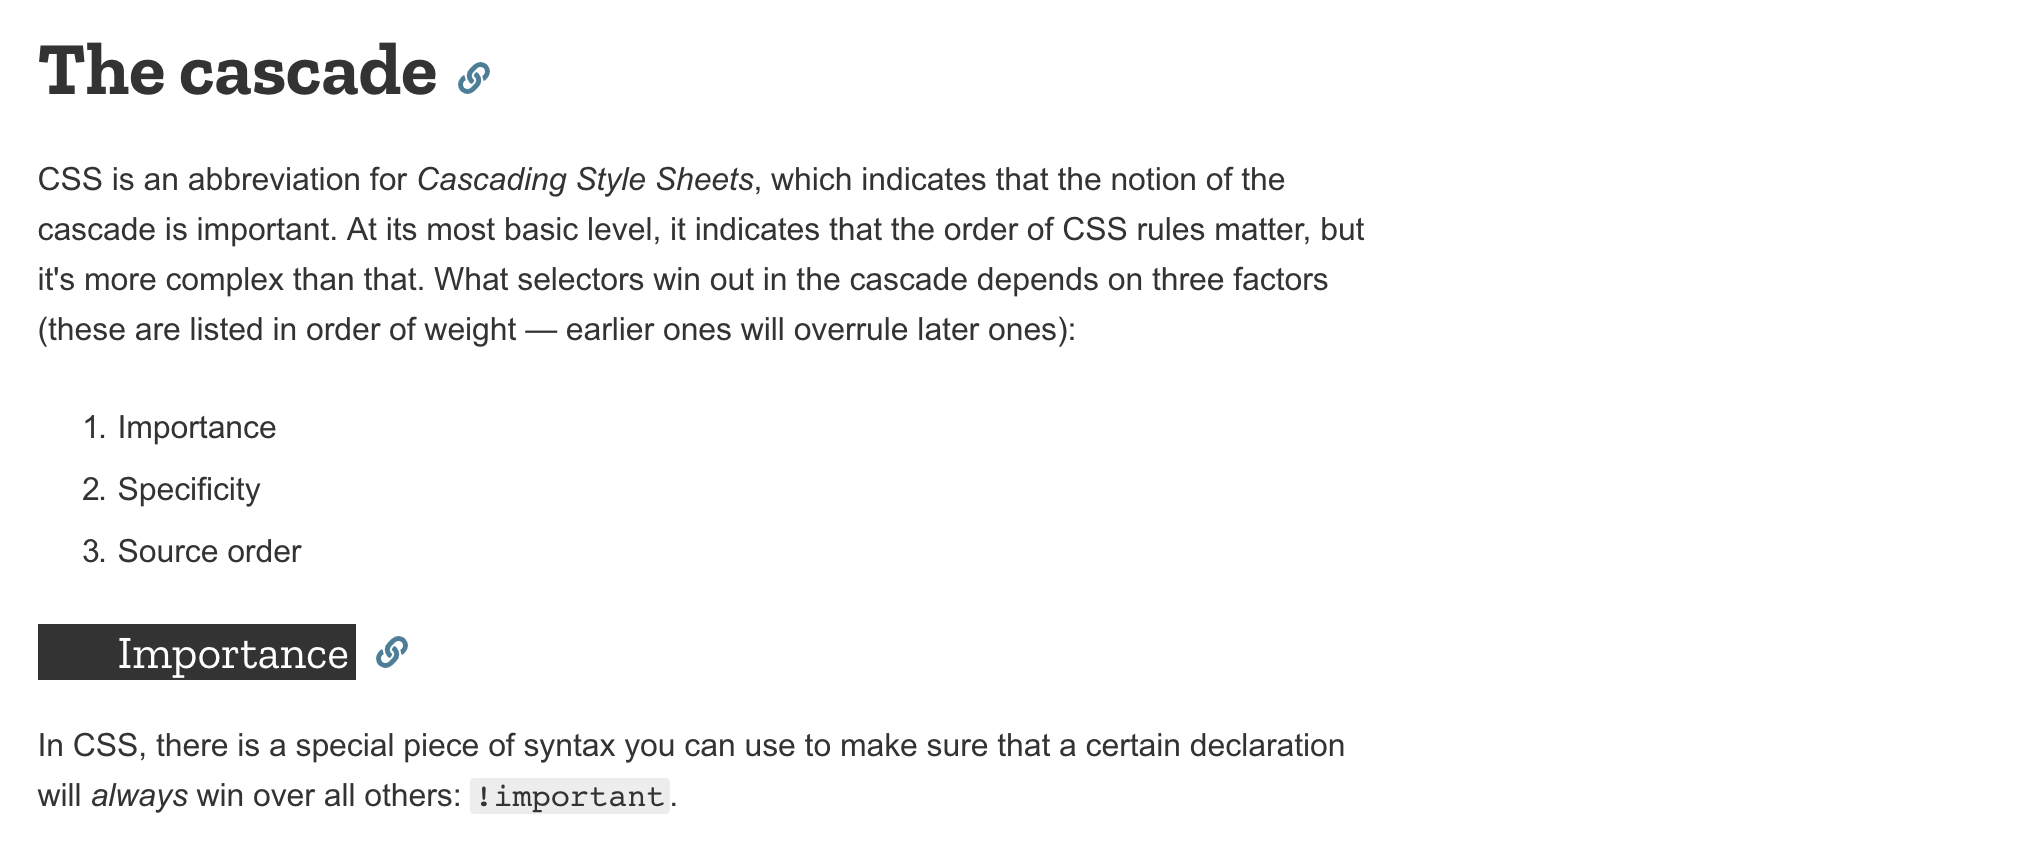 The cascade
CSS is an abbreviation for Cascading Style Sheets, which indicates that the notion of the
cascade is important. At its most basic level, it indicates that the order of CSS rules matter, but
it's more complex than that. What selectors win out in the cascade depends on three factors
(these are listed in order of weight — earlier ones will overrule later ones):
1. Importance
2. Specificity
3. Source order
Importance
In CSS, there is a special piece of syntax you can use to make sure that a certain declaration
will always win over all others: !important.